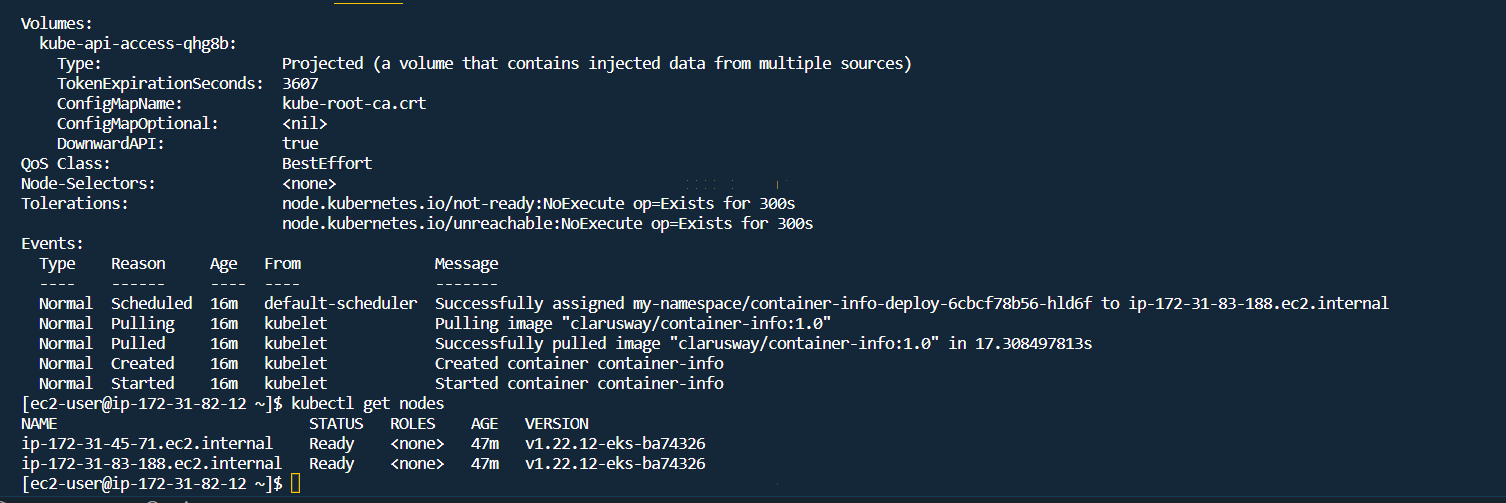 Volumes:
  kube-api-access-qhg8b:
    Type:                    Projected (a volume that contains injected data from multiple sources)
    TokenExpirationSeconds:  3607
    ConfigMapName:           kube-root-ca.crt
    ConfigMapOptional:       <nil>
    DownwardAPI:             true
QoS Class:                   BestEffort
Node-Selectors:              <none>
Tolerations:                 node.kubernetes.io/not-ready:NoExecute op=Exists for 300s
                             node.kubernetes.io/unreachable:NoExecute op=Exists for 300s
Events:
  Type    Reason     Age   From               Message
  ----    ------     ----  ----               -------
  Normal  Scheduled  16m   default-scheduler  Successfully assigned my-namespace/container-info-deploy-6cbcf78b56-hld6f to ip-172-31-83-188.ec2.internal
  Normal  Pulling    16m   kubelet            Pulling image "clarusway/container-info:1.0"
  Normal  Pulled     16m   kubelet            Successfully pulled image "clarusway/container-info:1.0" in 17.308497813s
  Normal  Created    16m   kubelet            Created container container-info
  Normal  Started    16m   kubelet            Started container container-info
[ec2-user@ip-172-31-82-12 ~]$ kubectl get nodes
NAME                            STATUS   ROLES    AGE   VERSION
ip-172-31-45-71.ec2.internal    Ready    <none>   47m   v1.22.12-eks-ba74326
ip-172-31-83-188.ec2.internal   Ready    <none>   47m   v1.22.12-eks-ba74326
[ec2-user@ip-172-31-82-12 ~]$